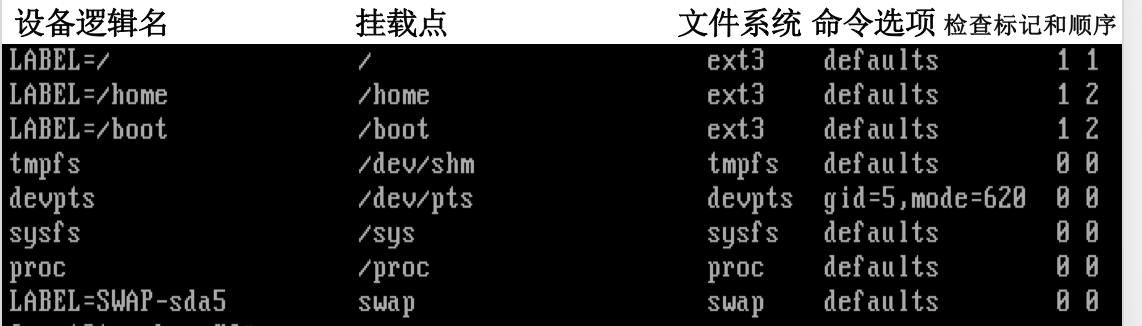 设备逻辑名 挂载点 文件系统 命令选项 检查标记和顺序
LABEL=/ / ext3 defaults 1 1
LABEL=/home /home ext3 defaults 1 2
LABEL=/boot /boot ext3 defaults 1 2
tmpfs /dev/shm tmpfs defaults 0 0
devpts /dev/pts devpts gid=5,mode=620 0 0
sysfs /sys sysfs defaults 0 0
proc /proc proc defaults 0 0
LABEL=SWAP-sda5 swap swap defaults 0 0